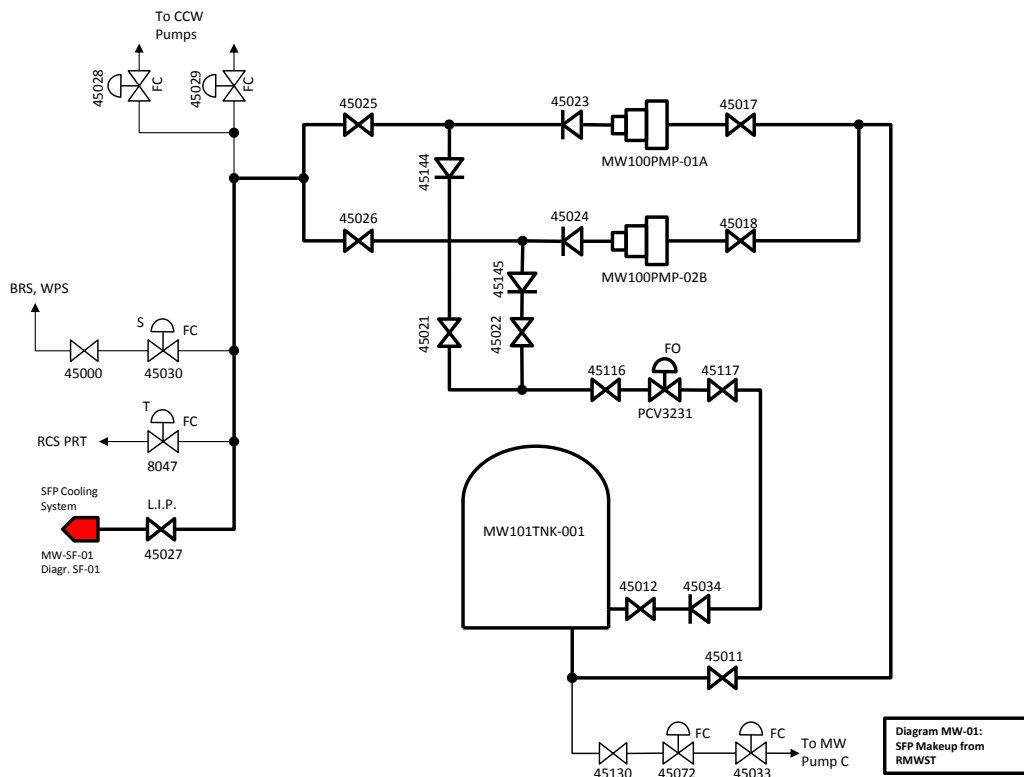 To CCW
Pumps
45028
FC
45029
FC
45025
45023
MW100PMP-01A
45017
45144
45026
45024
MW100PMP-02B
45018
45145
45021
45022
BRS, WPS
S
FC
45000
45030
45116
FO
PCV3231
45117
T
FC
RCS PRT
8047
SFP Cooling
System
L.I.P.
MW-SF-01
Diagr. SF-01
45027
MW101TNK-001
45012
45034
45011
FC
FC
To MW
Pump C
45130
45072
45033
Diagram MW-01:
SFP Makeup from
RMWST